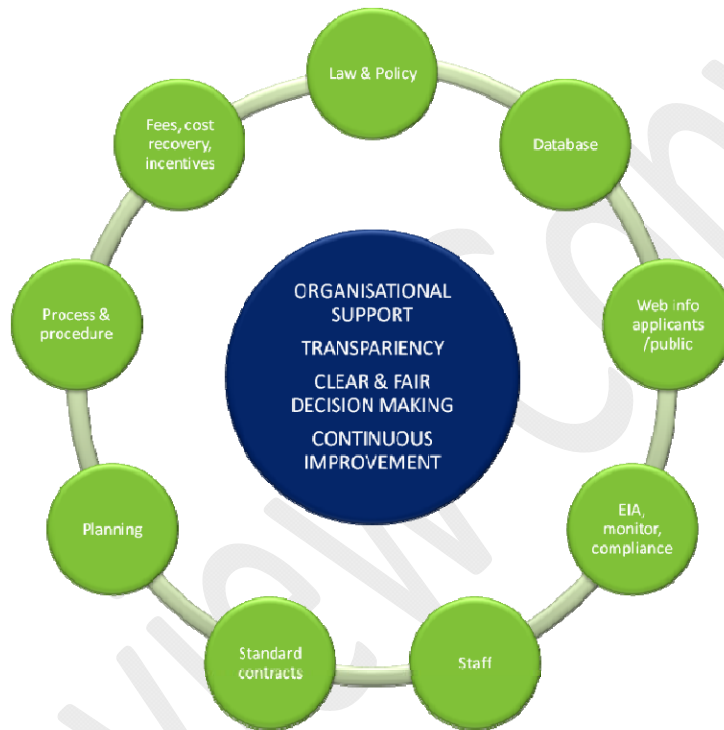 Law & Policy
Database
Web info
applicants
/public
EIA,
monitor,
compliance
Staff
Standard
contracts
Planning
Process &
procedure
Fees, cost
recovery,
incentives
ORGANISATIONAL
SUPPORT
TRANSPARIENCY
CLEAR & FAIR
DECISION MAKING
CONTINUOUS
IMPROVEMENT